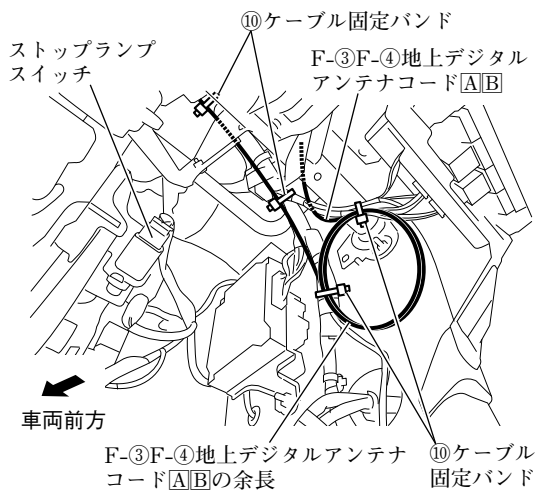 ⑩ケーブル固定バンド
ストップランプ
スイッチ
F-③F-④地上デジタル
アンテナコード🄰🄱
車両前方
F-③F-④地上デジタルアンテナ
コード🄰🄱の余長
⑩ケーブル
固定バンド